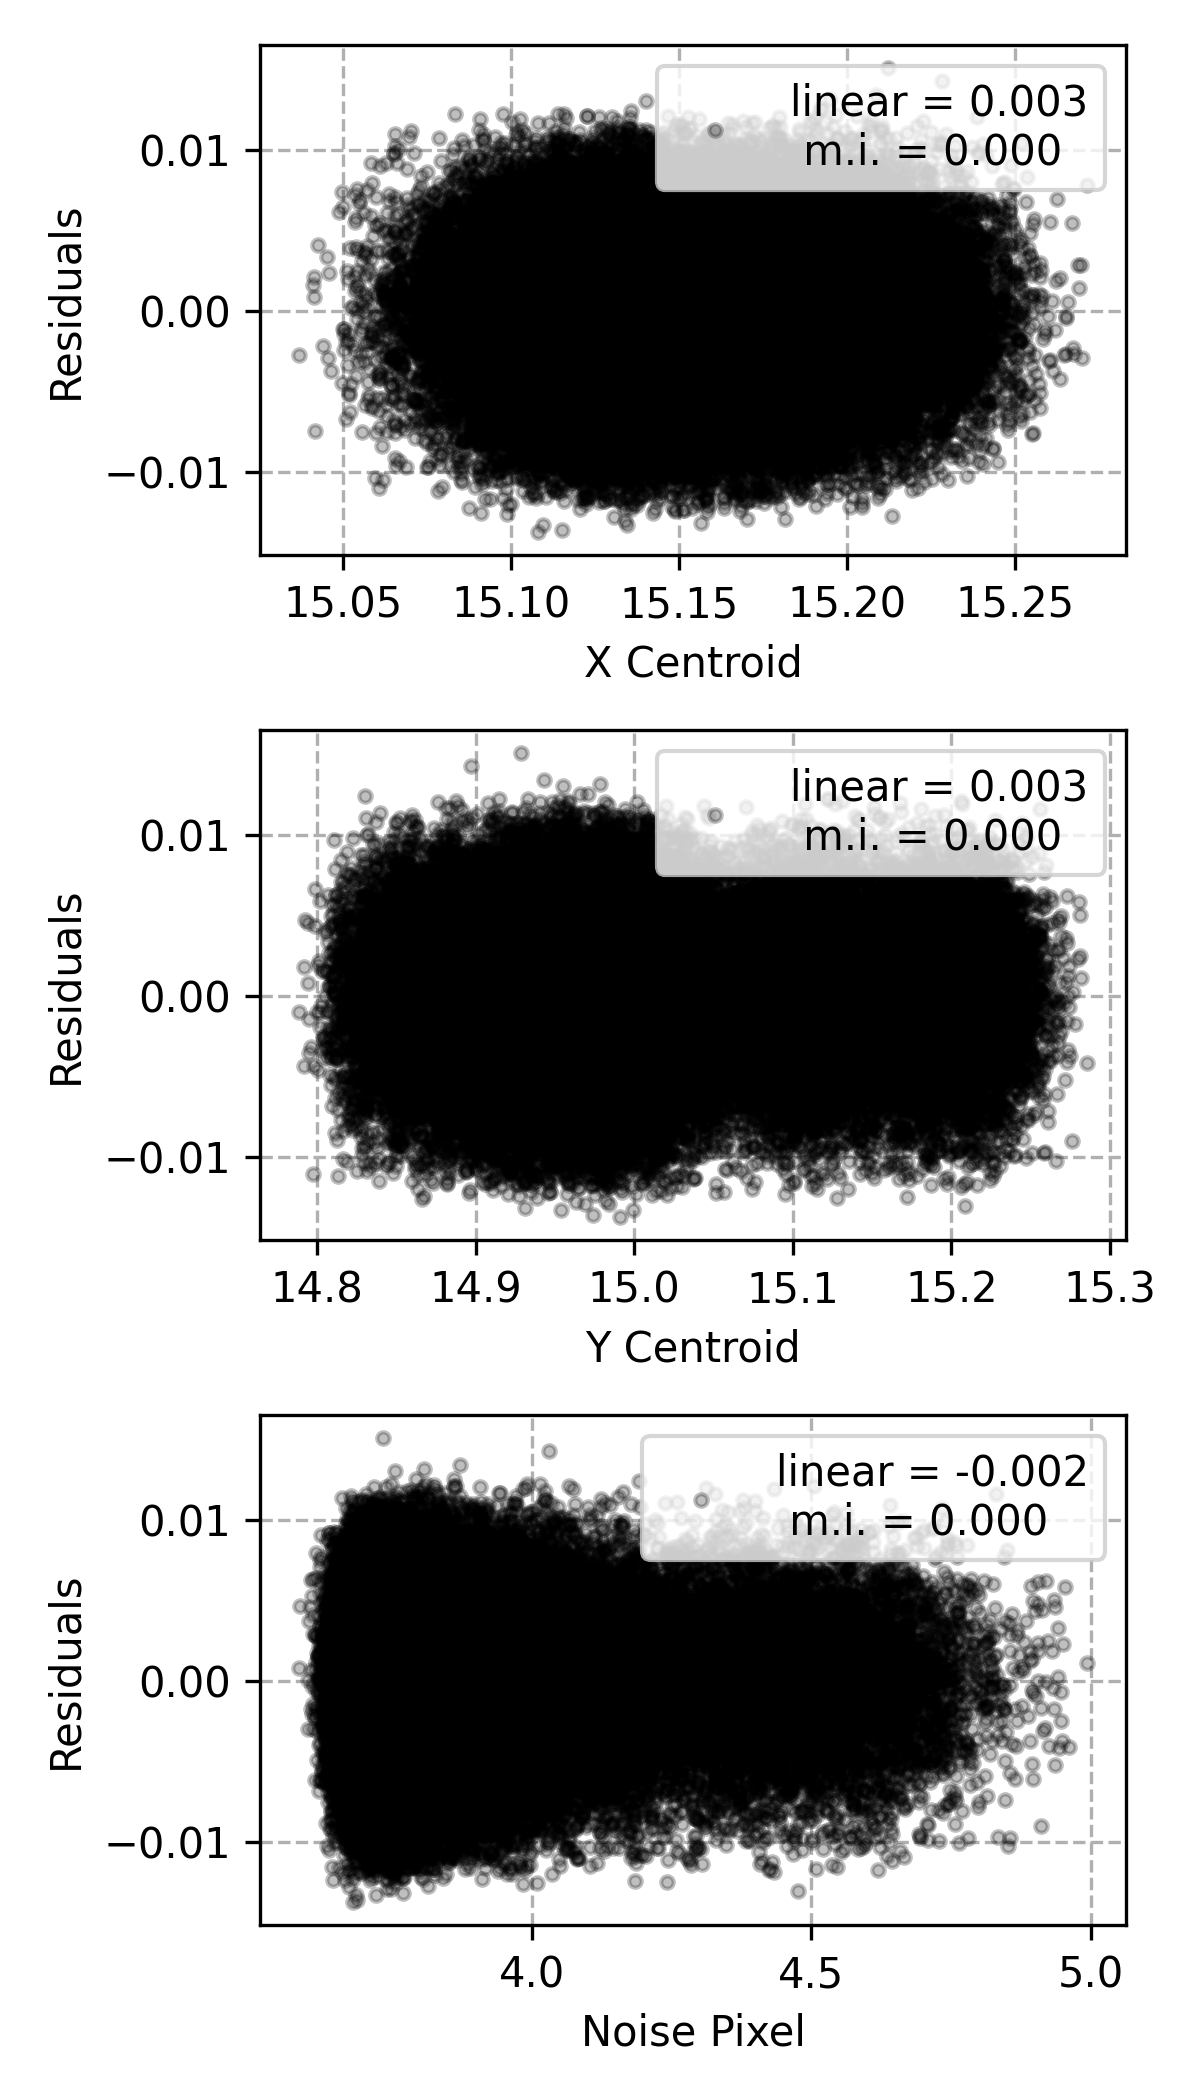 linear = 0.003
m.i. = 0.000
0.01
0.00
−0.01
Residuals
15.05 15.10 15.15 15.20 15.25
X Centroid
linear = 0.003
m.i. = 0.000
0.01
0.00
−0.01
Residuals
14.8 14.9 15.0 15.1 15.2 15.3
Y Centroid
linear = -0.002
m.i. = 0.000
0.01
0.00
−0.01
Residuals
4.0 4.5 5.0
Noise Pixel